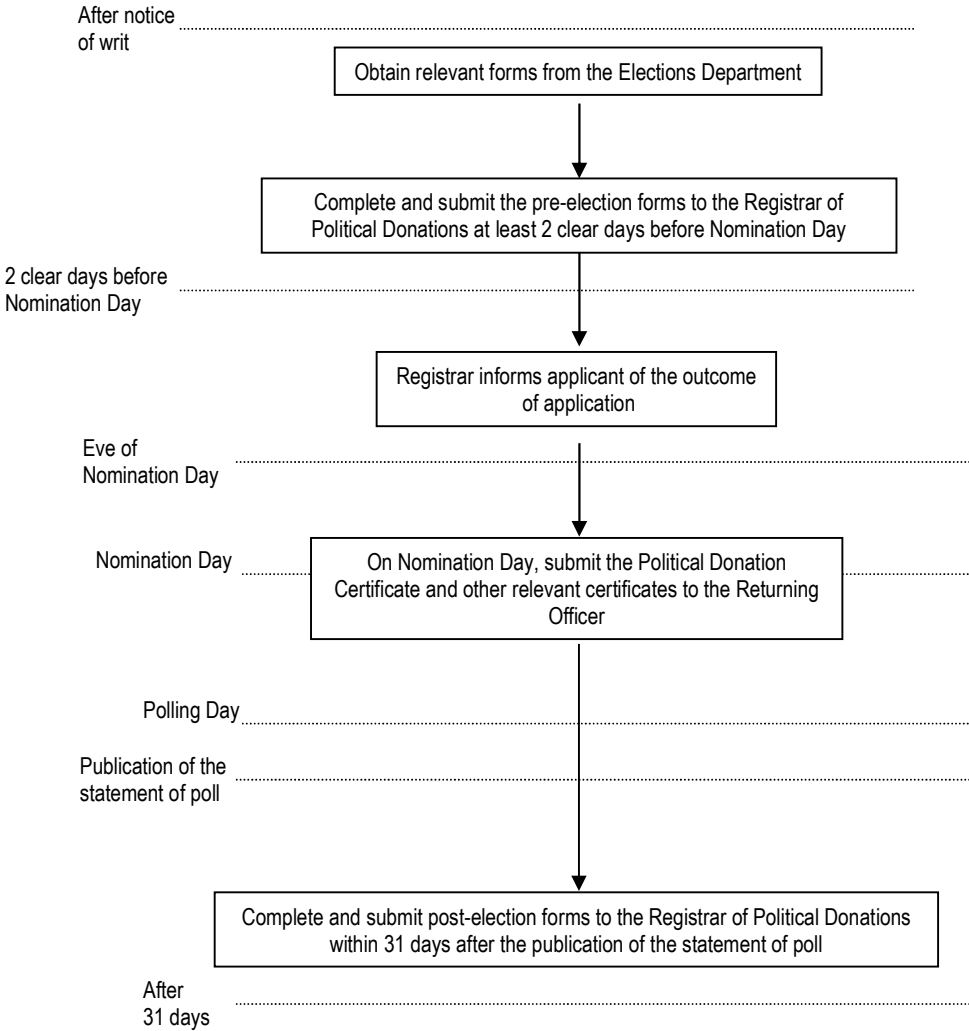 After notice
of writ
Obtain relevant forms from the Elections Department
Complete and submit the pre-election forms to the Registrar of
Political Donations at least 2 clear days before Nomination Day
2 clear days before
Nomination Day
Registrar informs applicant of the outcome
of application
Eve of
Nomination Day
Nomination Day
On Nomination Day, submit the Political Donation
Certificate and other relevant certificates to the Returning
Officer
Polling Day
Publication of the
statement of poll
Complete and submit post-election forms to the Registrar of Political Donations
within 31 days after the publication of the statement of poll
After
31 days